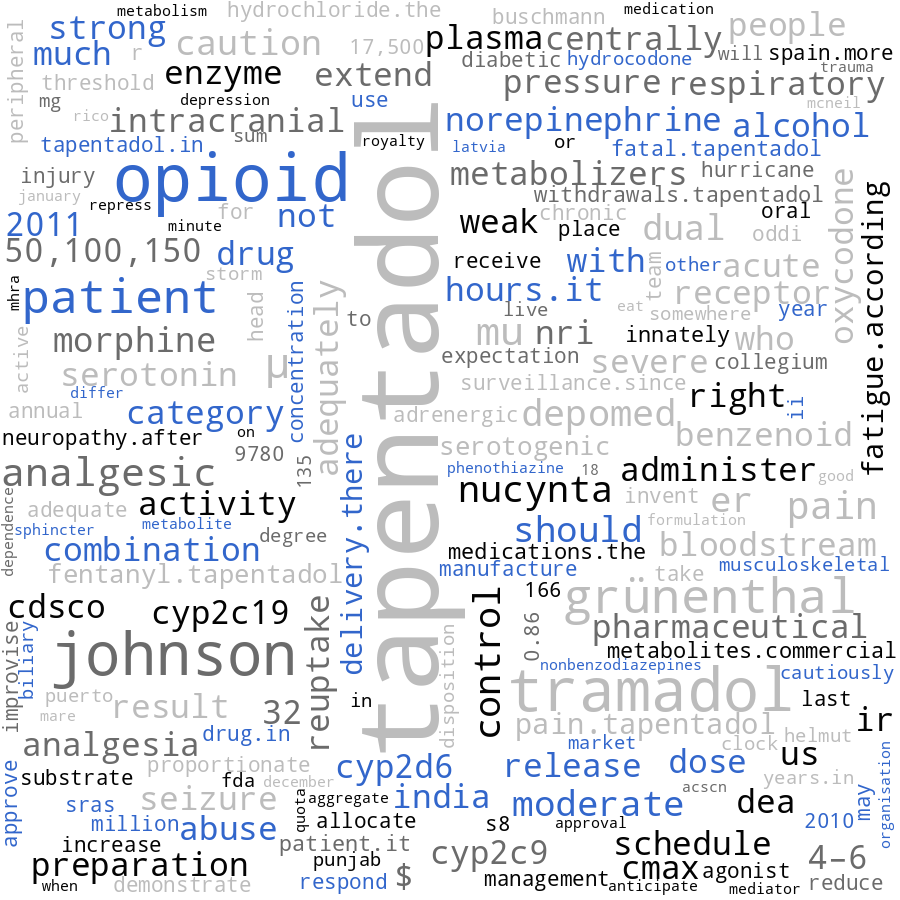 metabolism
hydrochloride.the
medication
buschmann
strong
people
peripheral
caution
17,500
plasma
centrally
much
r
will
spain.more
diabetic
hydrocodone
trauma
enzyme
extend
threshold
pressure
respiratory
mg
depression
use
mcneil
rico
intracranial
norepinephrine
alcohol
sum
royalty
tapentadol.in
latvia
or
fatal.tapentadol
opioid
injury
metabolizers
hurricane
january
withdrawals.tapentadol
repress
for
not
chronic
oral
2011
minute
weak
place
dual
oddi
50,100,150
drug
receive
with
other
acute
oxycodone
fatigue.according
storm
team
mhra
patient
concentration
hours.it
receptor
head
adequately
to
live
eat
somewhere
year
morphine
mu
nri
innately
who
active
expectation
severe
collegium
serotonin
μ
surveillance.since
differ
right
ii
annual
category
adrenergic
depomed
benzenoid
neuropathy.after
on
serotogenic
9780
tapentadol
analgesic
135
phenothiazine
18
administer
good
delivery.there
nucynta
dependence
activity
invent
er
pain
adequate
metabolite
sphincter
degree
should
formulation
combination
medications.the
bloodstream
fentanyl.tapentadol
manufacture
take
musculoskeletal
cdsco
cyp2c19
control
166
grünenthal
0.86
pharmaceutical
improvise
biliary
johnson
reuptake
disposition
metabolites.commercial
nonbenzodiazepines
cautiously
puerto
result
in
tramadol
last
mare
32
pain.tapentadol
ir
analgesia
drug.in
market
clock
helmut
proportionate
cyp2d6
release
dose
us
substrate
fda
december
years.in
approve
seizure
quota
aggregate
india
acscn
moderate
dea
may
organisation
sras
million
abuse
allocate
s8
approval
2010
increase
patient.it
schedule
preparation
punjab
cyp2c9
4–6
respond
$
management
cmax
agonist
when
demonstrate
anticipate
mediator
reduce